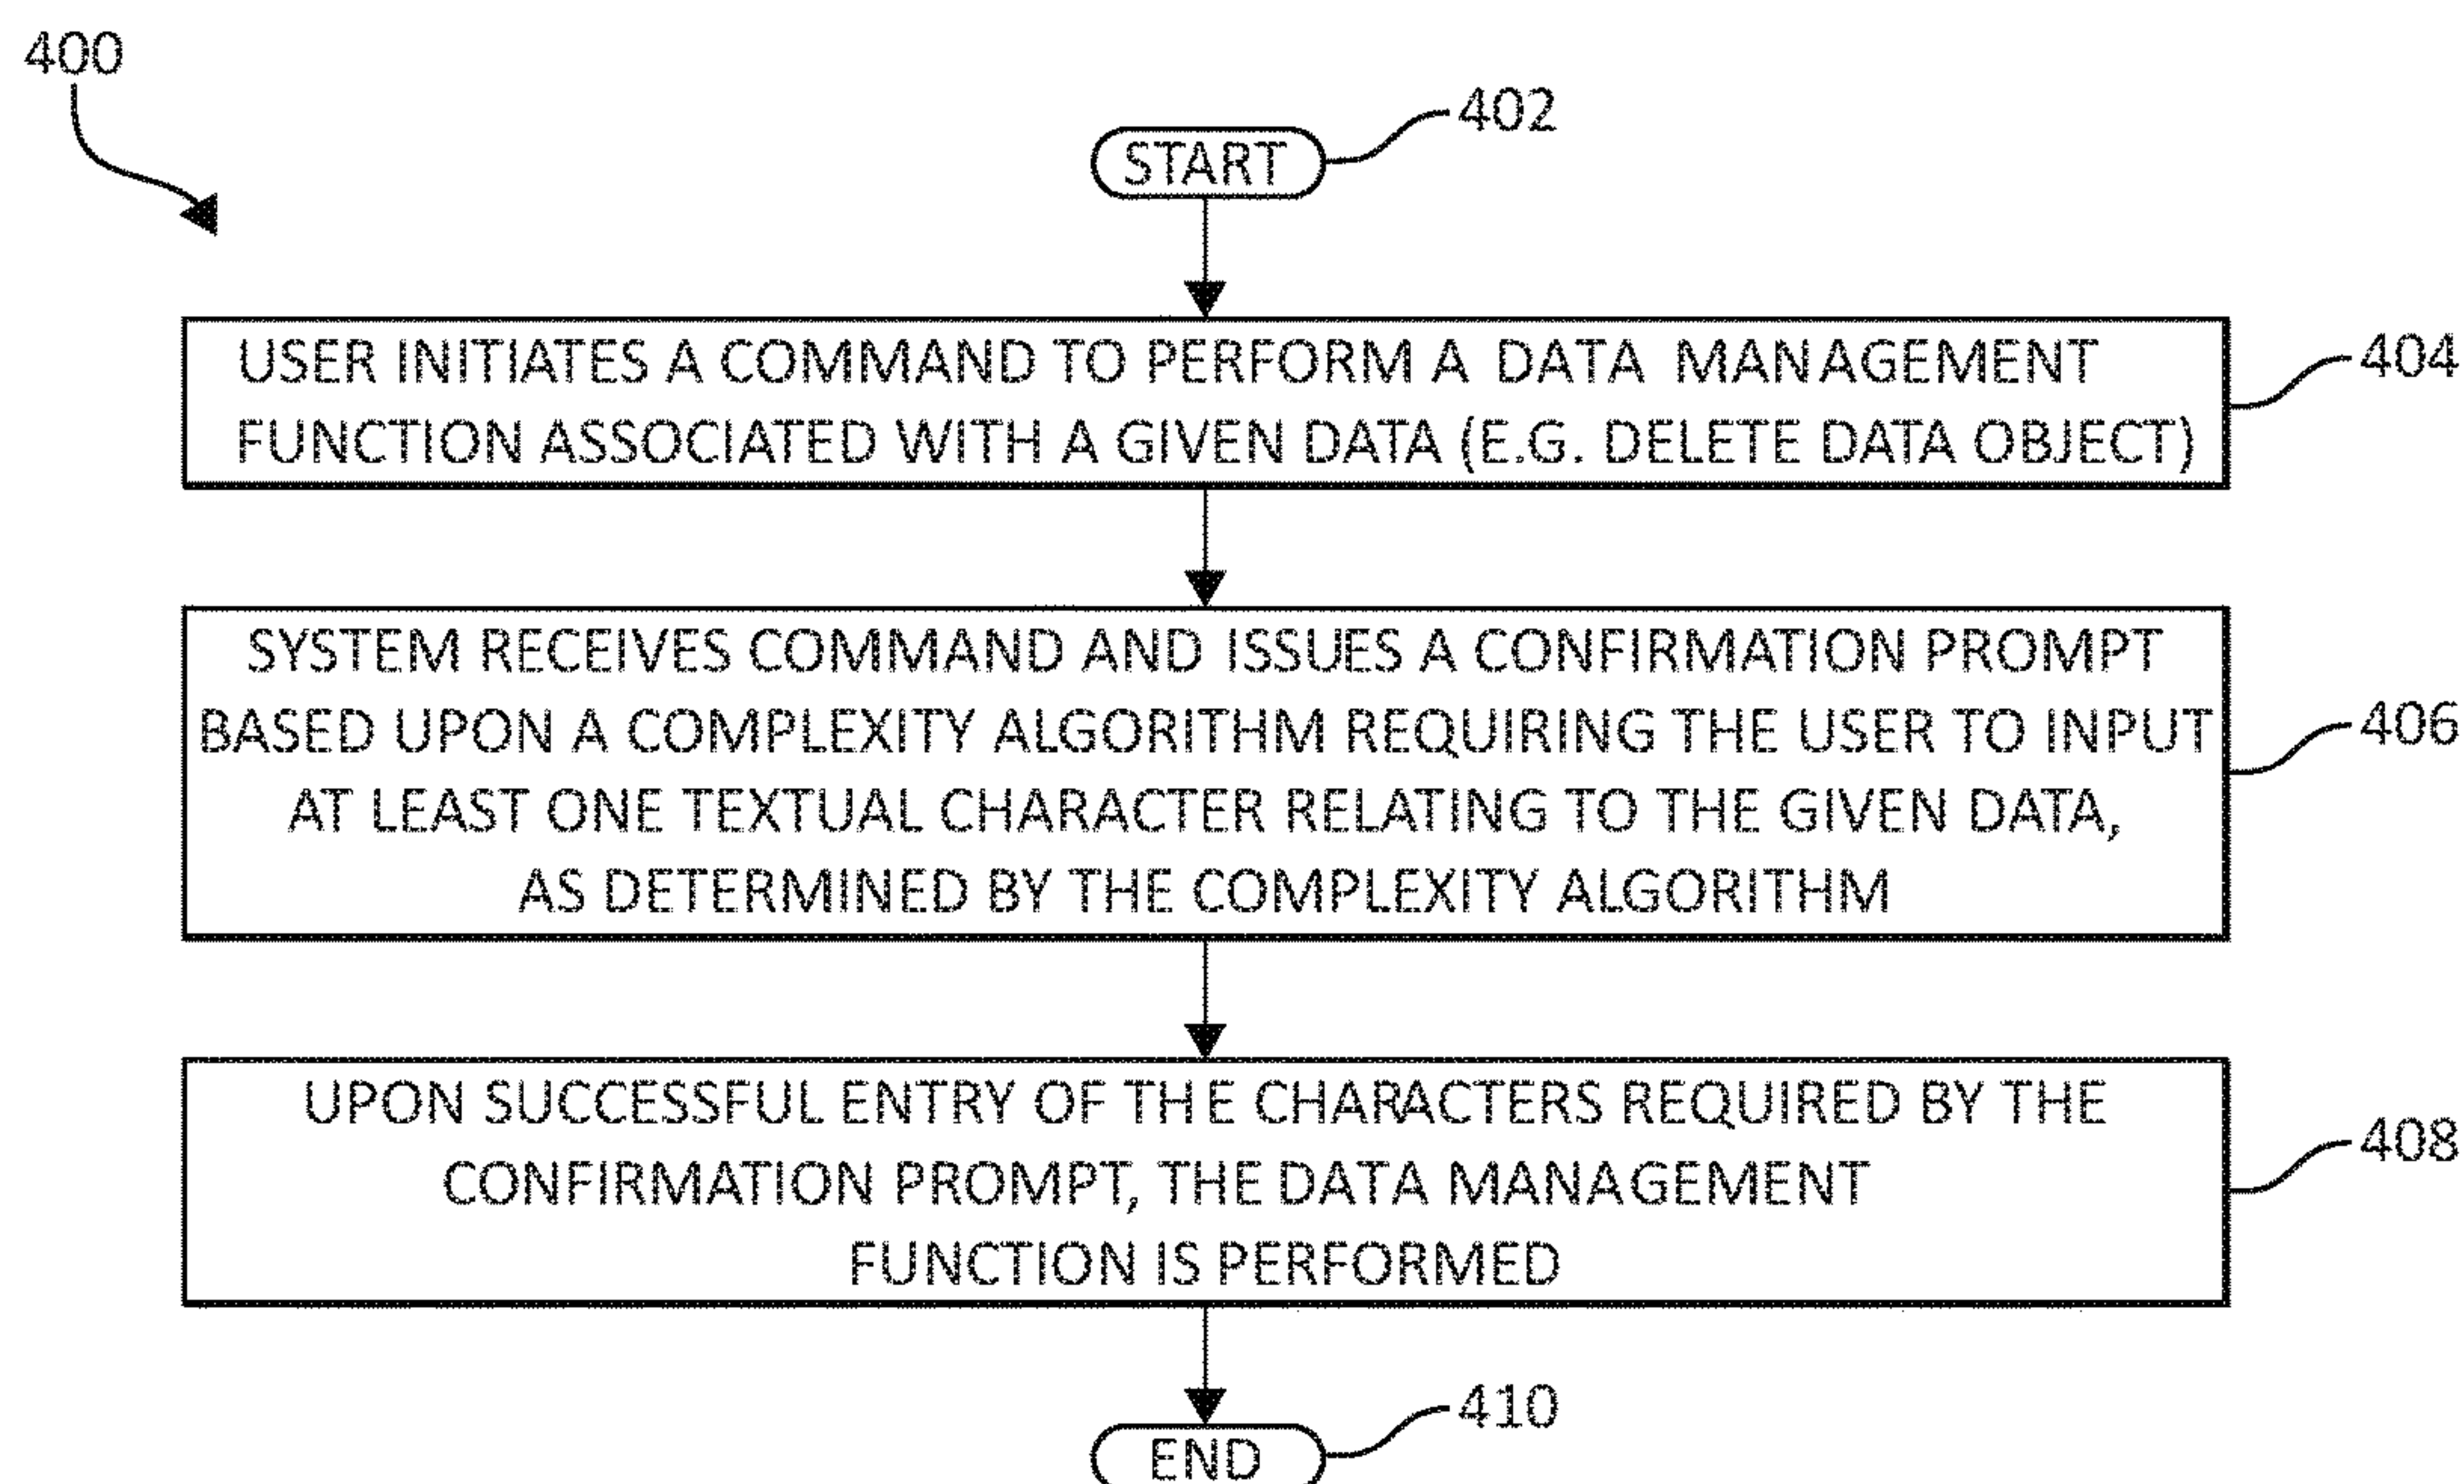 400
START
402
USER INITIATES A COMMAND TO PERFORM A DATA MANAGEMENT
FUNCTION ASSOCIATED WITH A GIVEN DATA (E.G. DELETE DATA OBJECT)
404
SYSTEM RECEIVES COMMAND AND ISSUES A CONFIRMATION PROMPT
BASED UPON A COMPLEXITY ALGORITHM REQUIRING THE USER TO INPUT
AT LEAST ONE TEXTUAL CHARACTER RELATING TO THE GIVEN DATA,
AS DETERMINED BY THE COMPLEXITY ALGORITHM
406
UPON SUCCESSFUL ENTRY OF THE CHARACTERS REQUIRED BY THE
CONFIRMATION PROMPT, THE DATA MANAGEMENT
FUNCTION IS PERFORMED
408
END
410